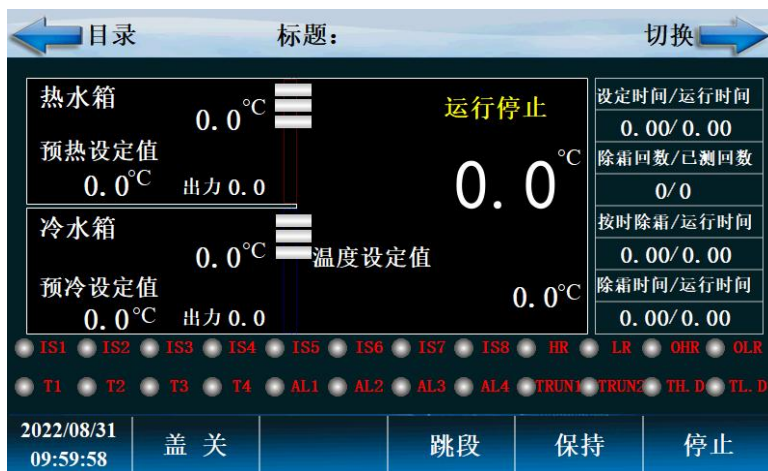 目录 标题： 切换
热水箱
0.0℃
预热设定值
0.0℃ 出力 0.0
冷水箱
0.0℃
预冷设定值
0.0℃ 出力 0.0
运行停止
0.0℃
温度设定值
0.0℃
设定时间/运行时间
0.00/0.00
除霜回数/已测回数
0/0
按时除霜/运行时间
0.00/0.00
除霜时间/运行时间
0.00/0.00
IS1 IS2 IS3 IS4 IS5 IS6 IS7 IS8 HR LR OHR OLR
T1 T2 T3 T4 AL1 AL2 AL3 AL4 TRUN1 TRUN2 TH.D TL.D
2022/08/31
09:59:58
盖 关 跳段 保持 停止